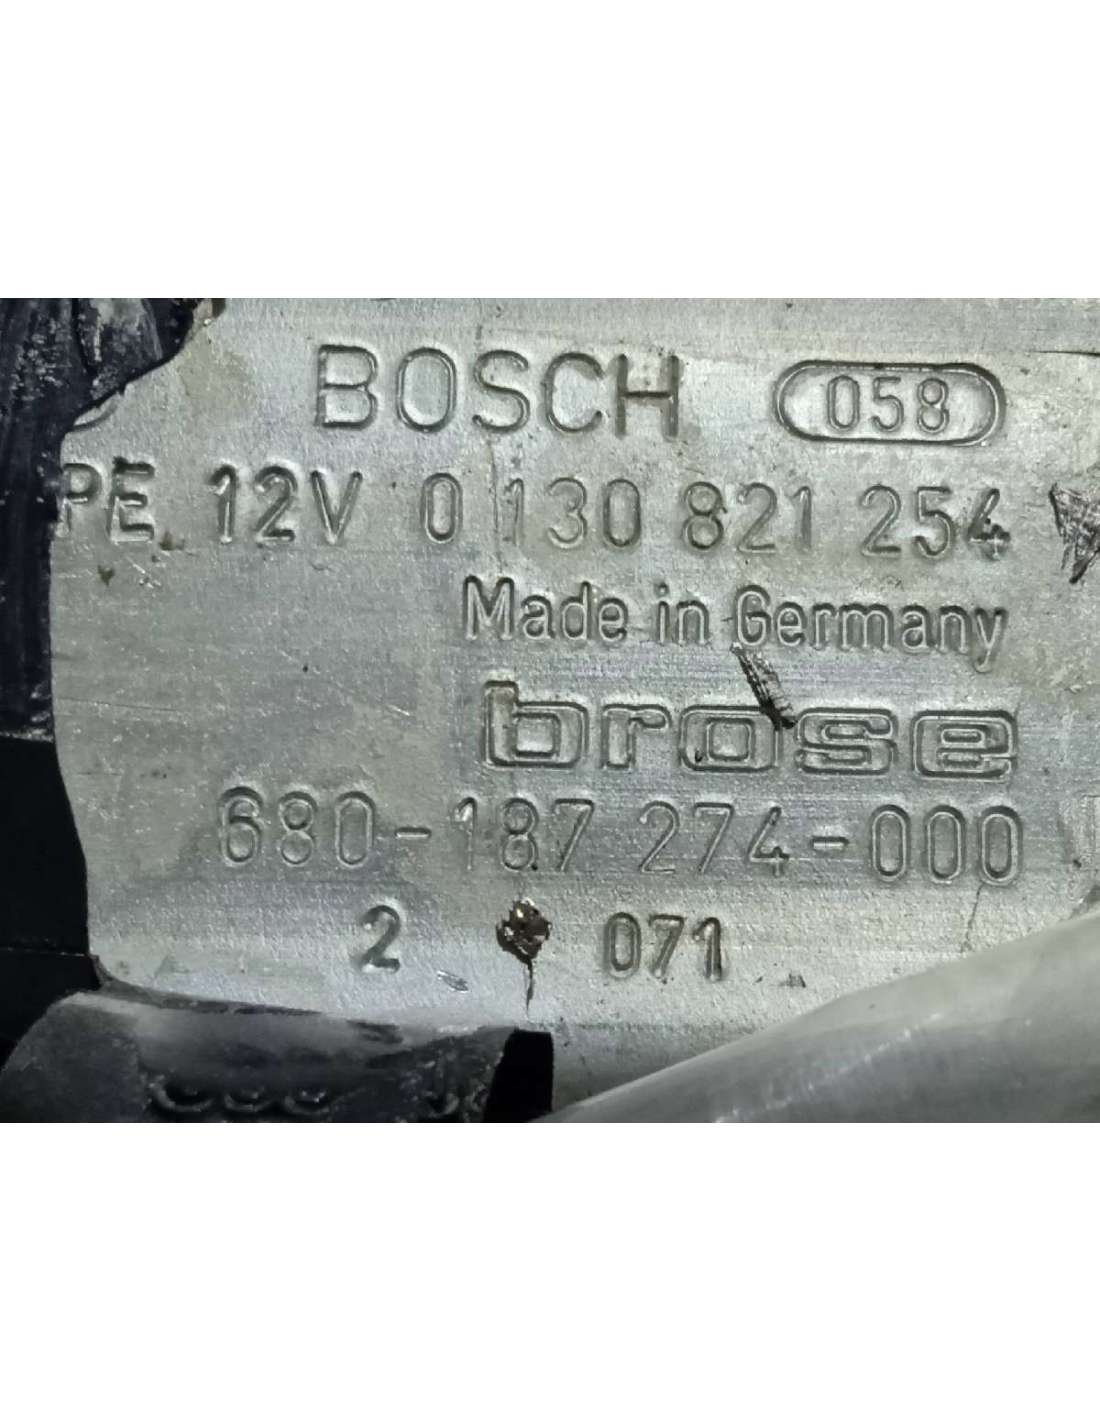 BOSCH 058
PE 12V 0 130 821 254
Made in Germany
brose
680-187 274-000
2 071